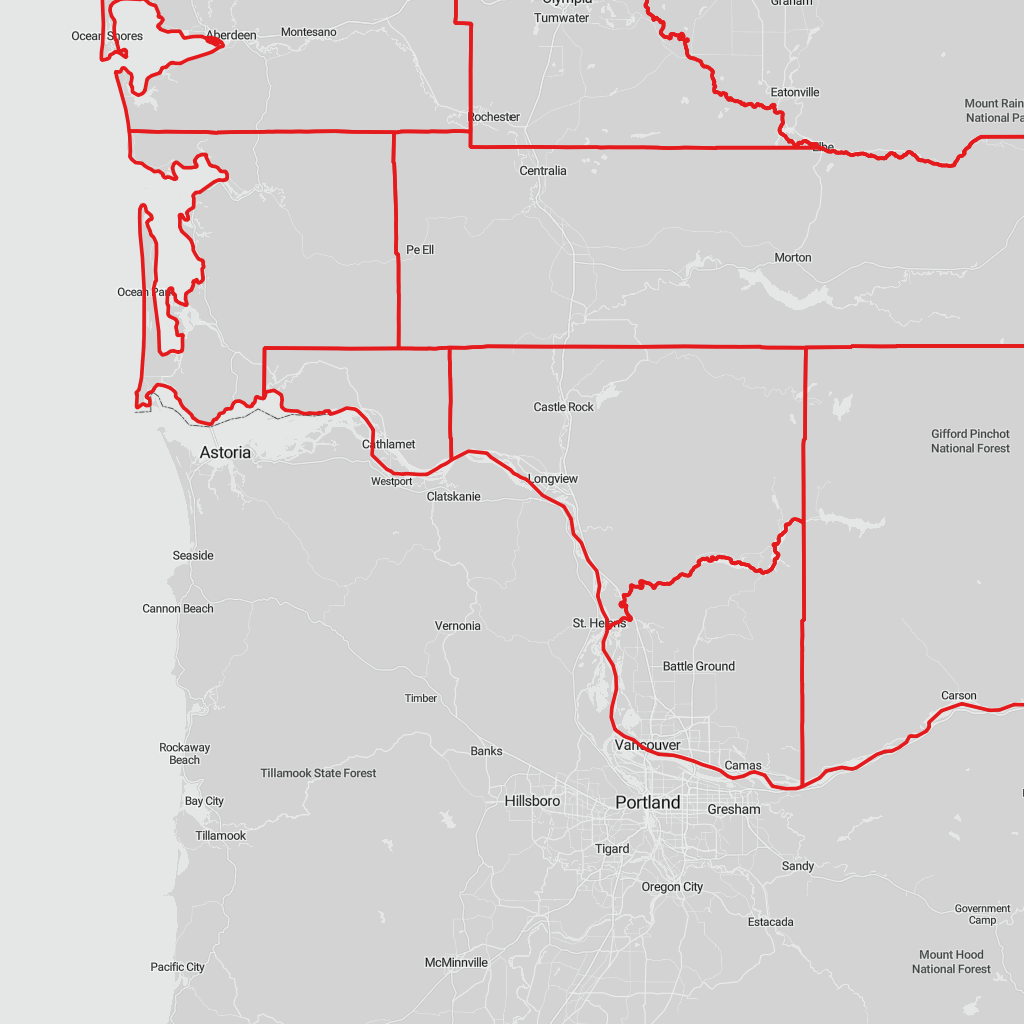 Olympia
Graham
Tumwater
Ocean Shores
Aberdeen
Montesano
Eatonville
Mount Rain
National Pa
Rochester
Elbe
Centralia
Pe Ell
Morton
Ocean Park
Castle Rock
Gifford Pinchot
National Forest
Cathlamet
Astoria
Westport
Longview
Clatskanie
Seaside
Cannon Beach
St. Helens
Vernonia
Battle Ground
Timber
Carson
Rockaway
Beach
Banks
Vancouver
Camas
Tillamook State Forest
Bay City
Hillsboro
Portland
Gresham
Tillamook
Tigard
Sandy
Oregon City
Government
Camp
Estacada
McMinnville
Mount Hood
National Forest
Pacific City